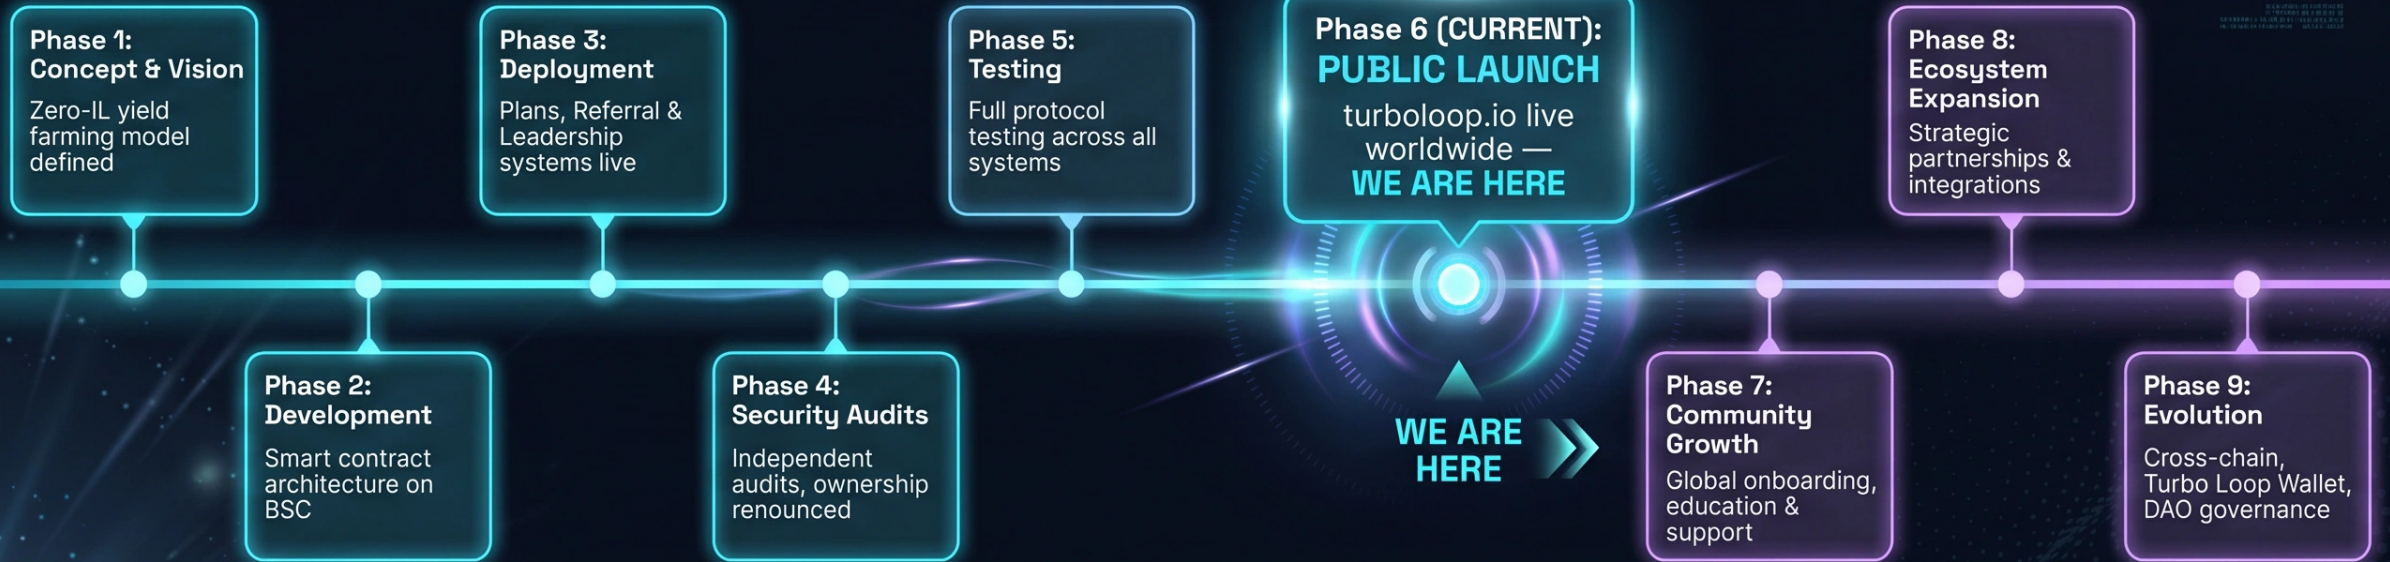 Phase 1:
Concept & Vision
Zero-IL yield
farming model
defined
Phase 2:
Development
Smart contract
architecture on
BSC
Phase 3:
Deployment
Plans, Referral &
Leadership
systems live
Phase 4:
Security Audits
Independent
audits, ownership
renounced
Phase 5:
Testing
Full protocol
testing across all
systems
Phase 6 (CURRENT):
PUBLIC LAUNCH
turboloop.io live
worldwide —
WE ARE HERE
WE ARE
HERE
Phase 7:
Community
Growth
Global onboarding,
education &
support
Phase 8:
Ecosystem
Expansion
Strategic
partnerships &
integrations
Phase 9:
Evolution
Cross-chain,
Turbo Loop Wallet,
DAO governance